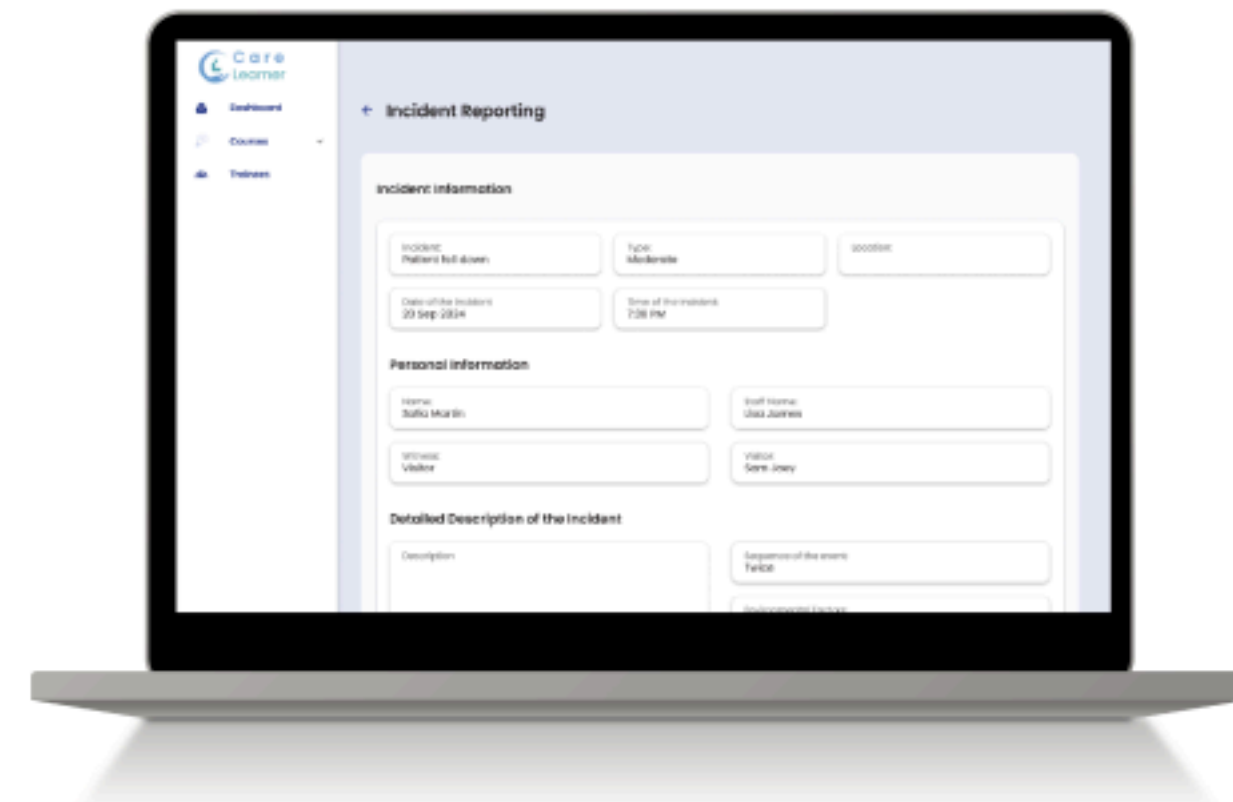 Care
Learner
Dashboard
Courses
Trainees
Incident Reporting
Incident Information
Incident:
Patient fall down
Type:
Moderate
Location:
Date of the Incident:
20 Sep 2024
Time of the Incident:
7:30 PM
Personal Information
Name:
Safia Martin
Staff Name:
Lisa James
Witness:
Visitor
Visitor:
Sam Joey
Detailed Description of the Incident
Description
Sequence of the event:
Twice
Environmental Factors: